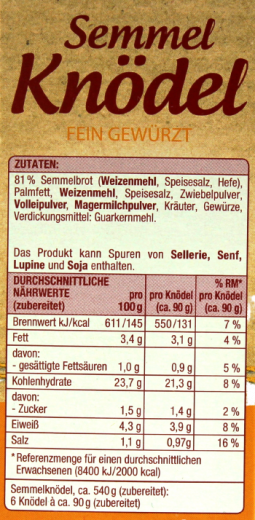 Semmel
Knödel
FEIN GEWÜRZT
ZUTATEN:
81 % Semmelbrot (Weizenmehl, Speisesalz, Hefe),
Palmfett, Weizenmehl, Speisesalz, Zwiebelpulver,
Volleipulver, Magermilchpulver, Kräuter, Gewürze,
Verdickungsmittel: Guarkernmehl.
Das Produkt kann Spuren von Sellerie, Senf,
Lupine und Soja enthalten.
DURCHSCHNITTLICHE % RM*
NÄHRWERTE pro pro Knödel pro Knödel
(zubereitet) 100 g (ca. 90 g) (ca. 90 g)
Brennwert kJ/kcal 611/145 550/131 7 %
Fett 3,4 g 3,1 g 4 %
davon:
- gesättigte Fettsäuren 1,0 g 0,9 g 5 %
Kohlenhydrate 23,7 g 21,3 g 8 %
davon:
- Zucker 1,5 g 1,4 g 2 %
Eiweiß 4,3 g 3,9 g 8 %
Salz 1,1 g 0,97g 16 %
*Referenzmenge für einen durchschnittlichen
Erwachsenen (8400 kJ/2000 kcal)
Semmelknödel, ca. 540 g (zubereitet):
6 Knödel à ca. 90 g (zubereitet)